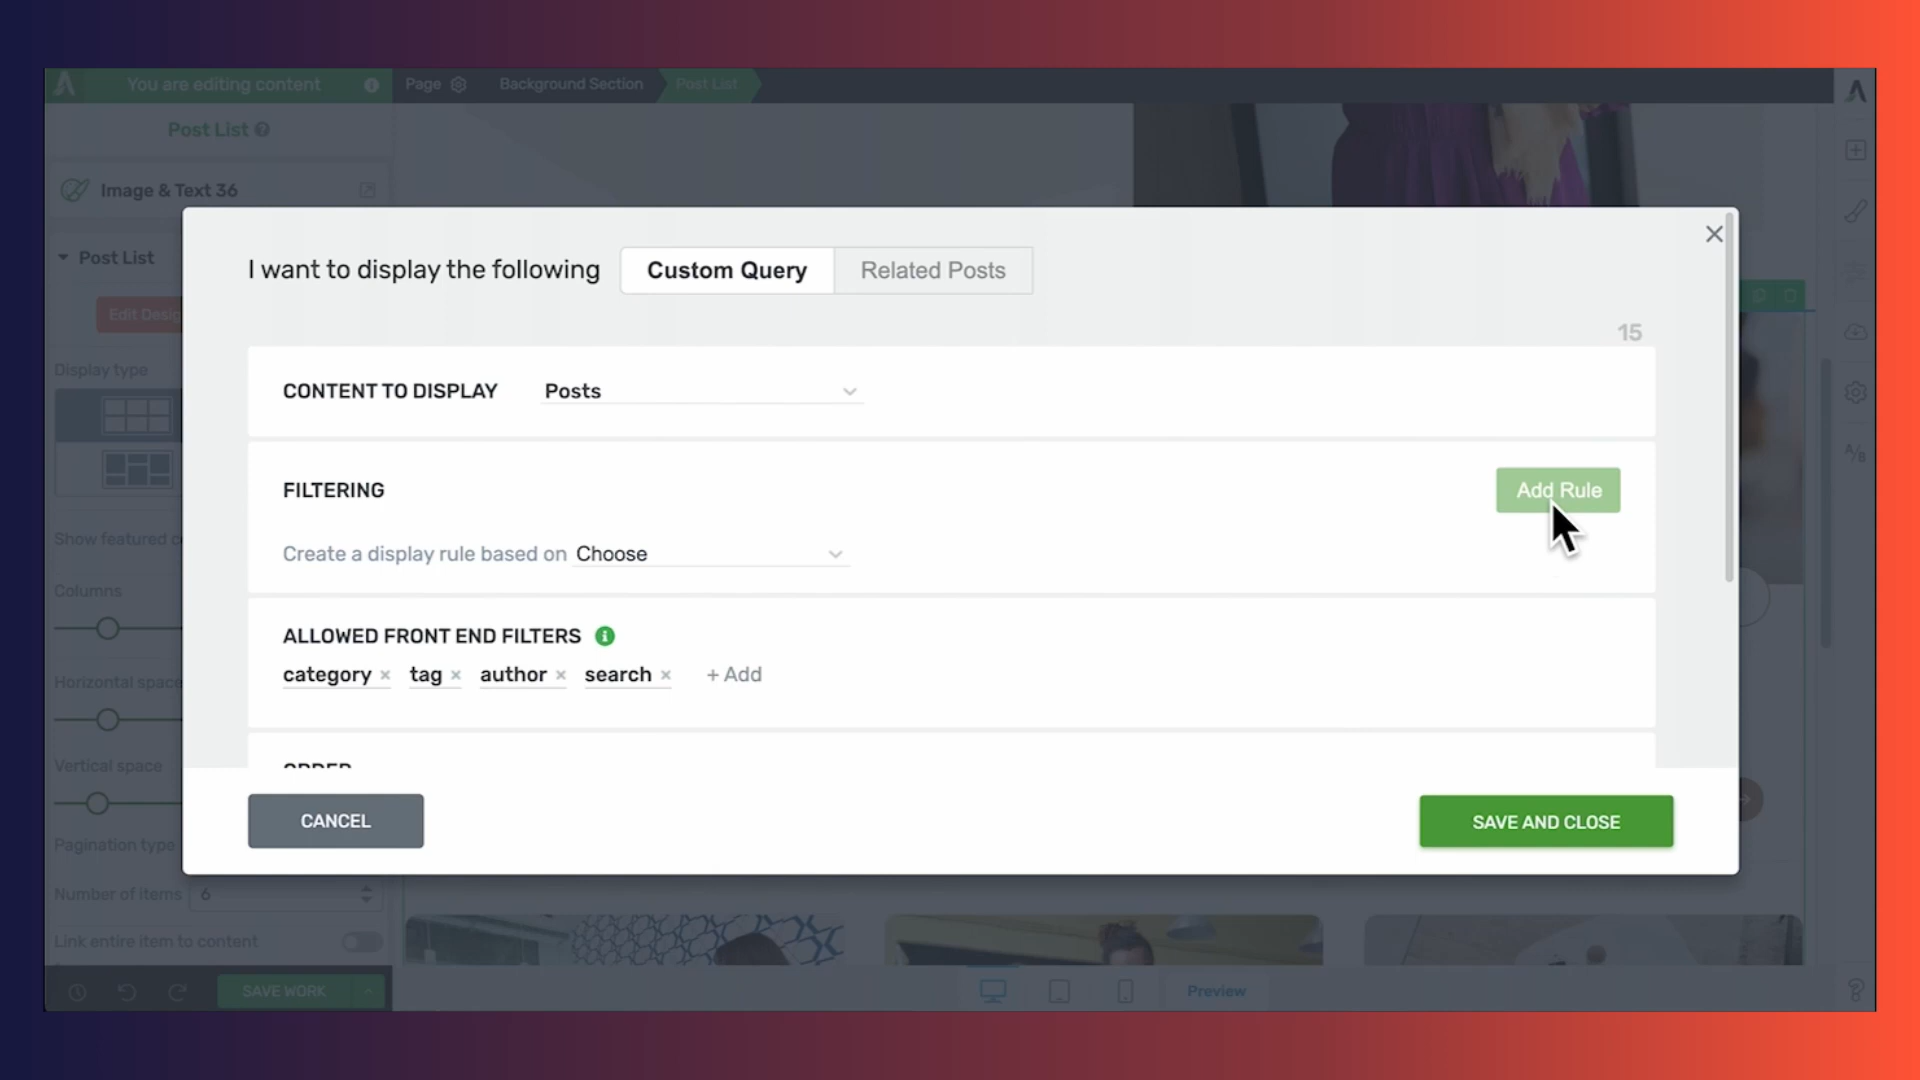 You are editing content
Page
Background Section
Post List
Post List
Image & Text 36
Post List
Edit Desig
Display type
Show featured c
Columns
Horizontal space
Vertical space
Pagination type
Number of items 6
Link entire item to content
SAVE WORK
I want to display the following
Custom Query
Related Posts
15
CONTENT TO DISPLAY Posts
FILTERING
Add Rule
Create a display rule based on Choose
ALLOWED FRONT END FILTERS
category × tag × author × search × + Add
ORDER
CANCEL
SAVE AND CLOSE
Preview
A/B